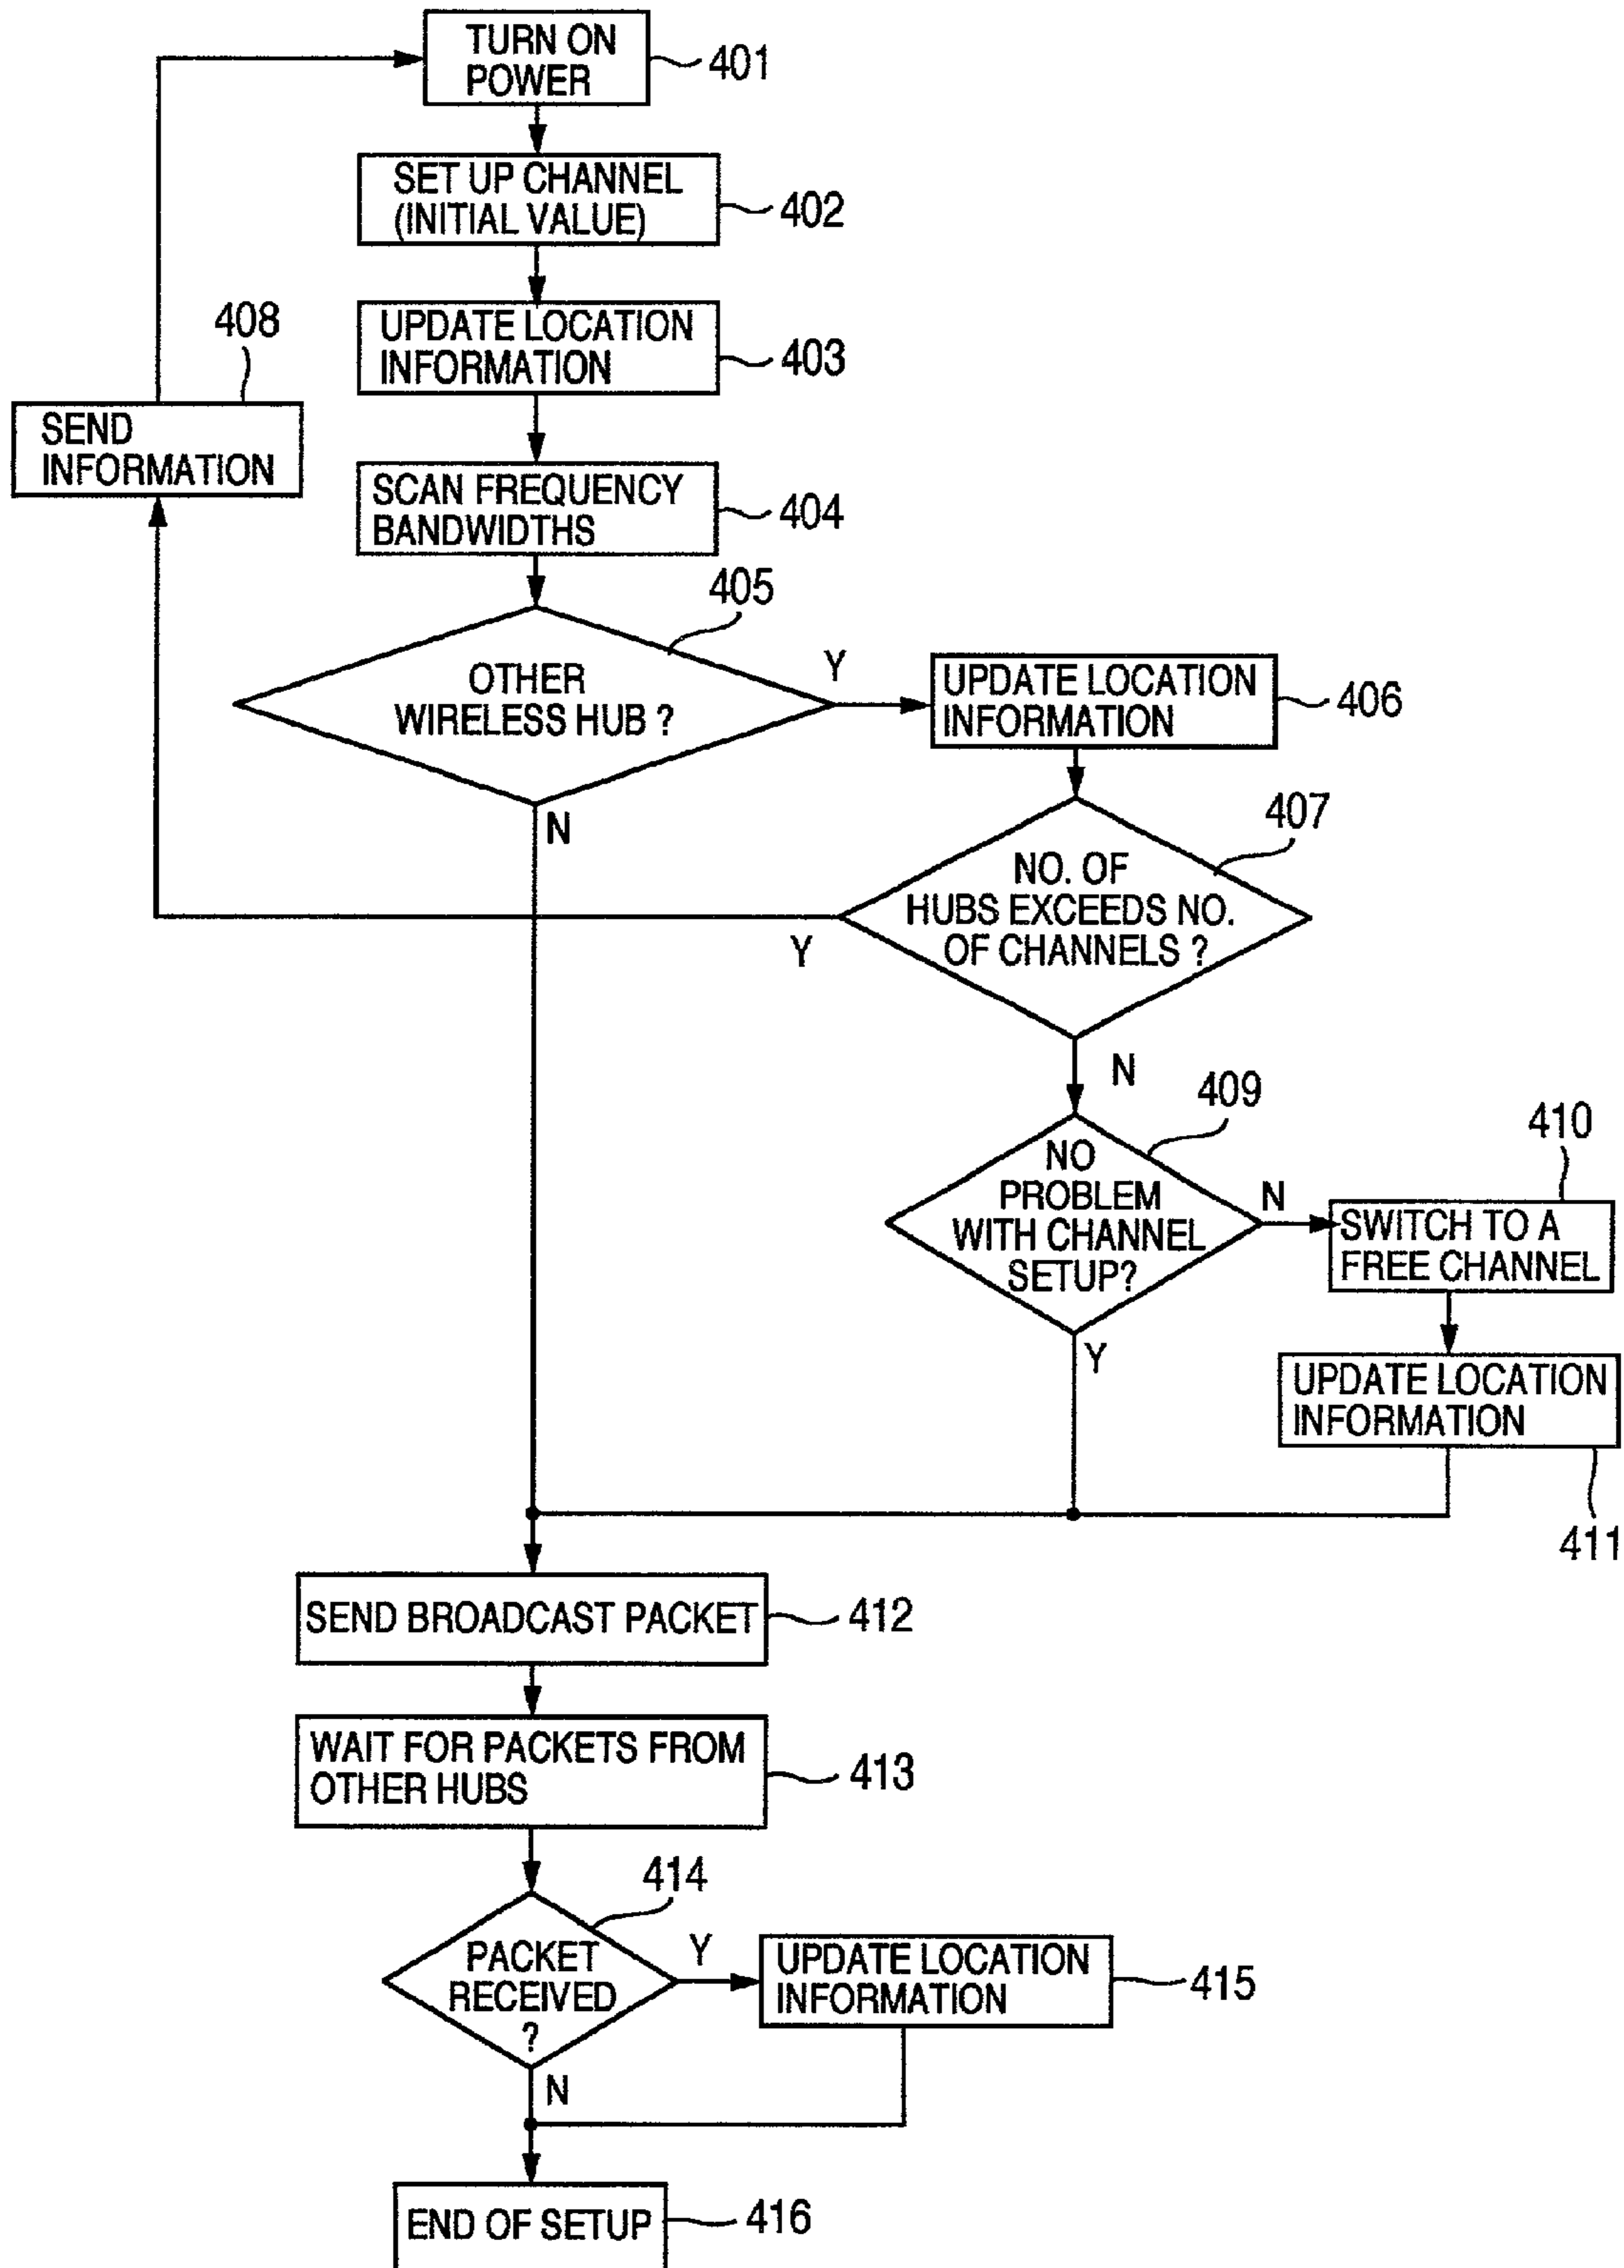 TURN ON
POWER
401
SET UP CHANNEL
(INITIAL VALUE)
402
UPDATE LOCATION
INFORMATION
403
408
SEND
INFORMATION
SCAN FREQUENCY
BANDWIDTHS
404
405
OTHER
WIRELESS HUB ?
Y
N
UPDATE LOCATION
INFORMATION
406
407
NO. OF
HUBS EXCEEDS NO.
OF CHANNELS ?
Y
N
409
NO
PROBLEM
WITH CHANNEL
SETUP?
N
Y
410
SWITCH TO A
FREE CHANNEL
UPDATE LOCATION
INFORMATION
411
SEND BROADCAST PACKET
412
WAIT FOR PACKETS FROM
OTHER HUBS
413
414
PACKET
RECEIVED
?
Y
N
UPDATE LOCATION
INFORMATION
415
END OF SETUP
416